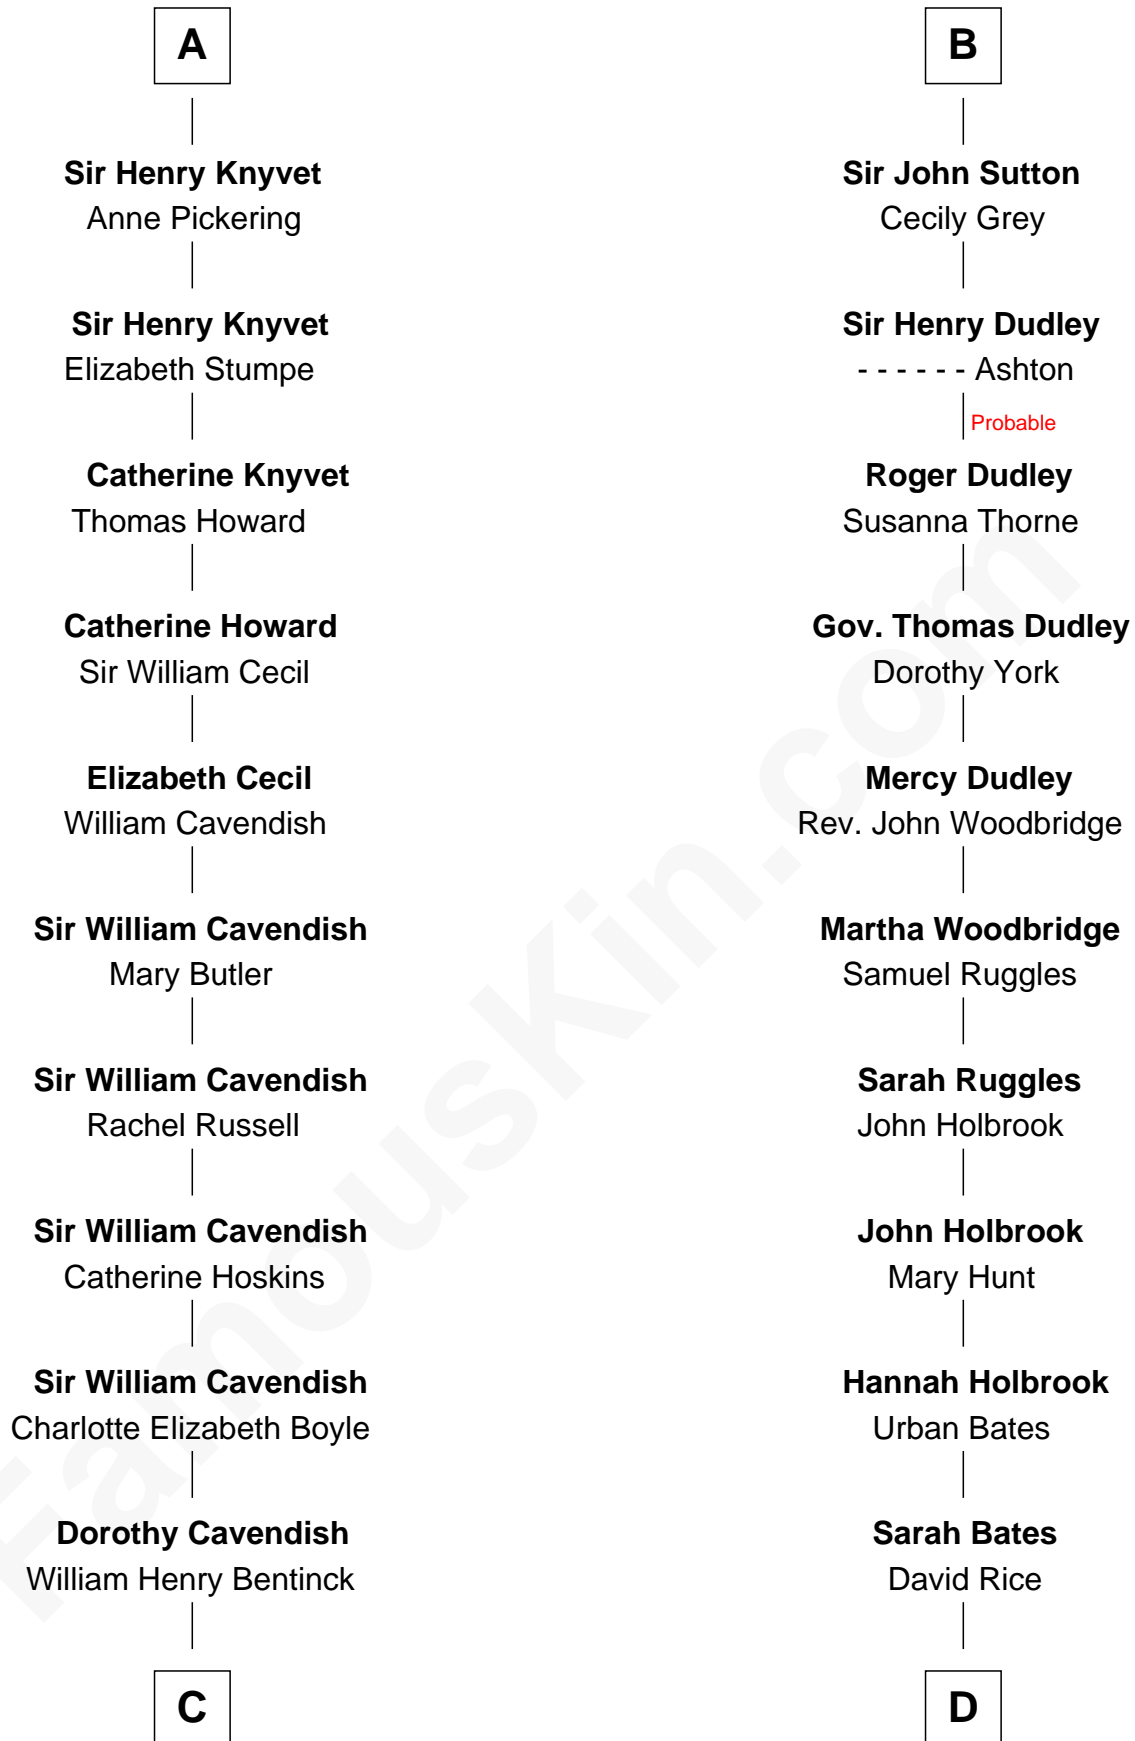 A
Sir Henry Knyvet
Anne Pickering
Sir Henry Knyvet
Elizabeth Stumpe
Catherine Knyvet
Thomas Howard
Catherine Howard
Sir William Cecil
Elizabeth Cecil
William Cavendish
Sir William Cavendish
Mary Butler
Sir William Cavendish
Rachel Russell
Sir William Cavendish
Catherine Hoskins
Sir William Cavendish
Charlotte Elizabeth Boyle
Dorothy Cavendish
William Henry Bentinck
C
B
Sir John Sutton
Cecily Grey
Sir Henry Dudley
- - - - - - Ashton
Probable
Roger Dudley
Susanna Thorne
Gov. Thomas Dudley
Dorothy York
Mercy Dudley
Rev. John Woodbridge
Martha Woodbridge
Samuel Ruggles
Sarah Ruggles
John Holbrook
John Holbrook
Mary Hunt
Hannah Holbrook
Urban Bates
Sarah Bates
David Rice
D
FamousKin.com